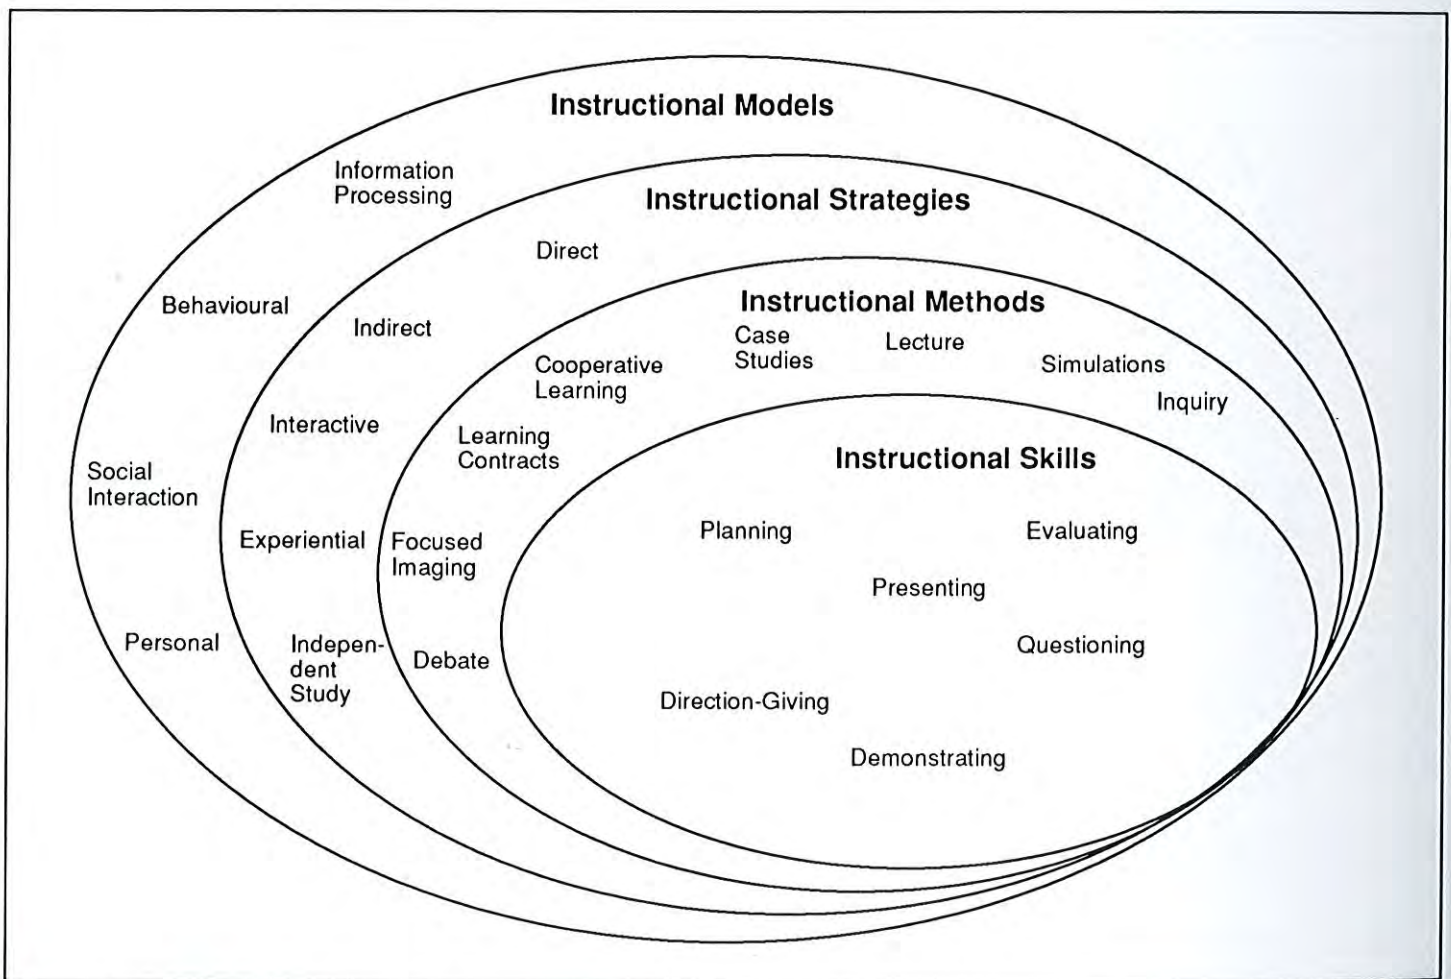 Instructional Models
Information
Processing
Behavioural
Social
Interaction
Personal
Instructional Strategies
Direct
Indirect
Interactive
Experiential
Indepen-
dent
Study
Instructional Methods
Case
Studies
Lecture
Simulations
Inquiry
Cooperative
Learning
Learning
Contracts
Focused
Imaging
Debate
Instructional Skills
Planning
Evaluating
Presenting
Questioning
Direction-Giving
Demonstrating